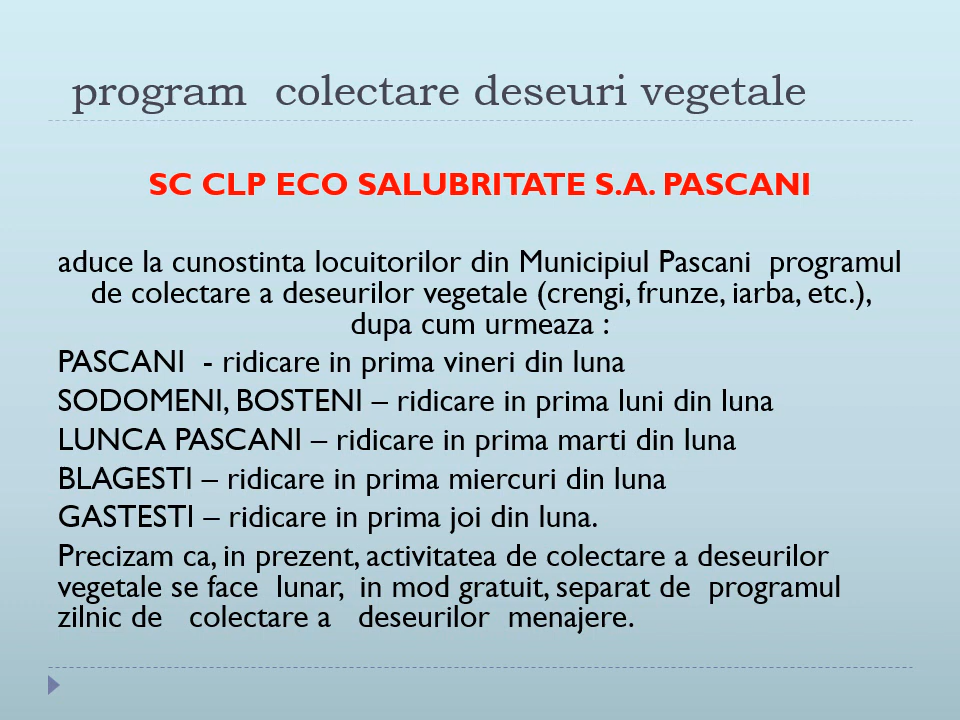 program colectare deseuri vegetale
SC CLP ECO SALUBRITATE S.A. PASCANI
aduce la cunostinta locuitorilor din Municipiul Pascani programul
de colectare a deseurilor vegetale (crengi, frunze, iarba, etc.),
dupa cum urmeaza :
PASCANI - ridicare in prima vineri din luna
SODOMENI, BOSTENI – ridicare in prima luni din luna
LUNCA PASCANI – ridicare in prima marti din luna
BLAGESTI – ridicare in prima miercuri din luna
GASTESTI – ridicare in prima joi din luna.
Precizam ca, in prezent, activitatea de colectare a deseurilor
vegetale se face lunar, in mod gratuit, separat de programul
zilnic de colectare a deseurilor menajere.